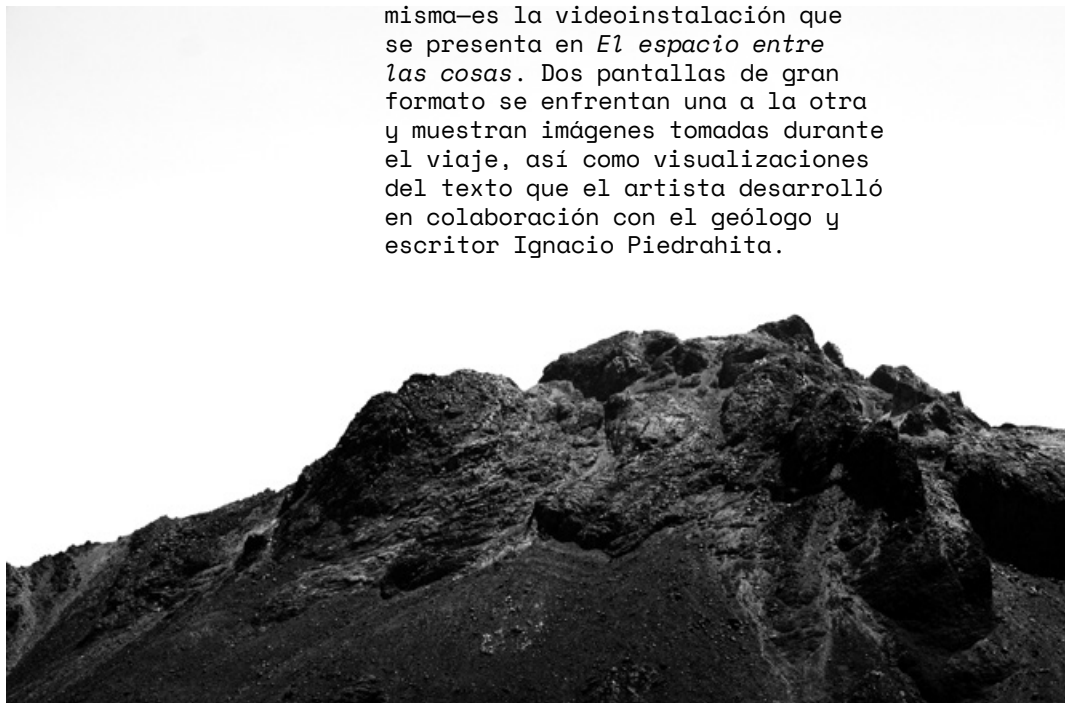 misma—es la videoinstalación que
se presenta en El espacio entre
las cosas. Dos pantallas de gran
formato se enfrentan una a la otra
y muestran imágenes tomadas durante
el viaje, así como visualizaciones
del texto que el artista desarrolló
en colaboración con el geólogo y
escritor Ignacio Piedrahita.